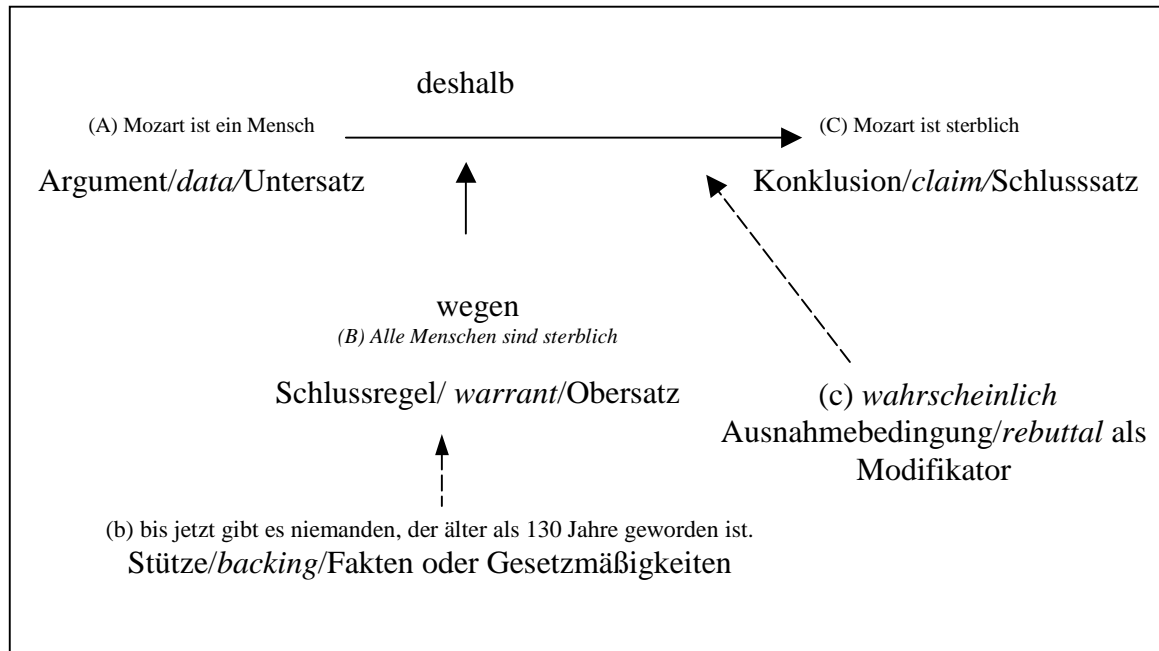 deshalb
(A) Mozart ist ein Mensch
(C) Mozart ist sterblich
Argument/data/Untersatz
Konklusion/claim/Schlusssatz
wegen
(B) Alle Menschen sind sterblich
Schlussregel/ warrant/Obersatz
(c) wahrscheinlich
Ausnahmebedingung/rebuttal als
Modifikator
(b) bis jetzt gibt es niemanden, der älter als 130 Jahre geworden ist.
Stütze/backing/Fakten oder Gesetzmäßigkeiten